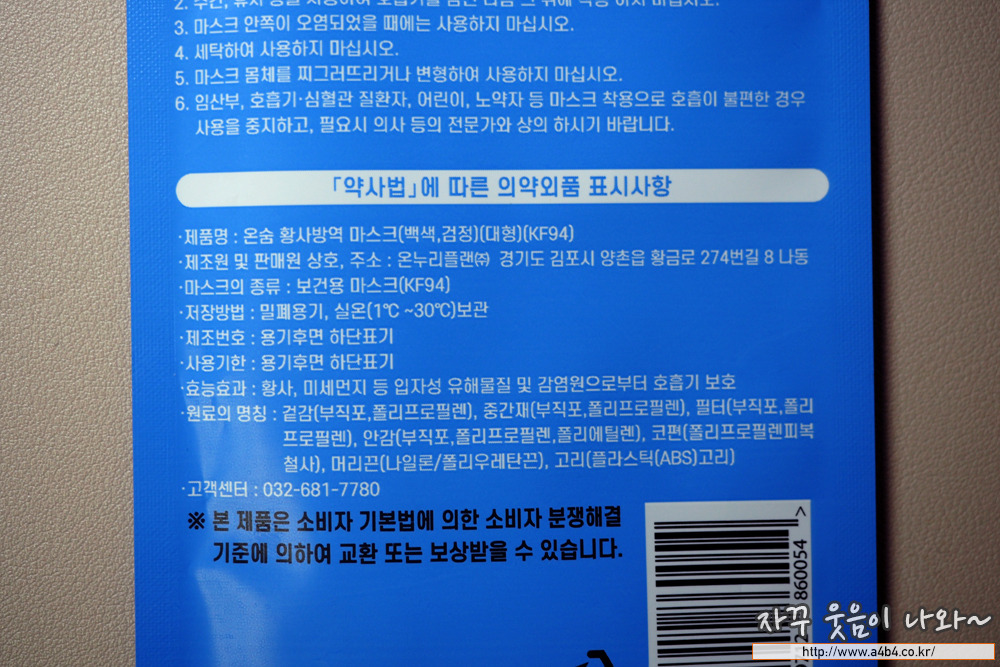 2. 수건, 휴지 등을 사용하여 호흡기를 감싼 다음 그 위에 착용 하지 마십시오.
3. 마스크 안쪽이 오염되었을 때에는 사용하지 마십시오.
4. 세탁하여 사용하지 마십시오.
5. 마스크 몸체를 찌그러뜨리거나 변형하여 사용하지 마십시오.
6. 임산부, 호흡기·심혈관 질환자, 어린이, 노약자 등 마스크 착용으로 호흡이 불편한 경우
사용을 중지하고, 필요시 의사 등의 전문가와 상의 하시기 바랍니다.
「약사법」에 따른 의약외품 표시사항
·제품명 : 온숨 황사방역 마스크(백색,검정)(대형)(KF94)
·제조원 및 판매원 상호, 주소 : 온누리플랜㈜ 경기도 김포시 양촌읍 황금로 274번길 8 나동
·마스크의 종류 : 보건용 마스크(KF94)
·저장방법 : 밀폐용기, 실온(1℃ ~30℃)보관
·제조번호 : 용기후면 하단표기
·사용기한 : 용기후면 하단표기
·효능효과 : 황사, 미세먼지 등 입자성 유해물질 및 감염원으로부터 호흡기 보호
·원료의 명칭 : 겉감(부직포,폴리프로필렌), 중간재(부직포,폴리프로필렌), 필터(부직포,폴리
프로필렌), 안감(부직포,폴리프로필렌,폴리에틸렌), 코편(폴리프로필렌피복
철사), 머리끈(나일론/폴리우레탄끈), 고리(플라스틱(ABS)고리)
·고객센터 : 032-681-7780
※ 본 제품은 소비자 기본법에 의한 소비자 분쟁해결
기준에 의하여 교환 또는 보상받을 수 있습니다.
860054 >
자꾸 웃음이 나와~
http://www.a4b4.co.kr/